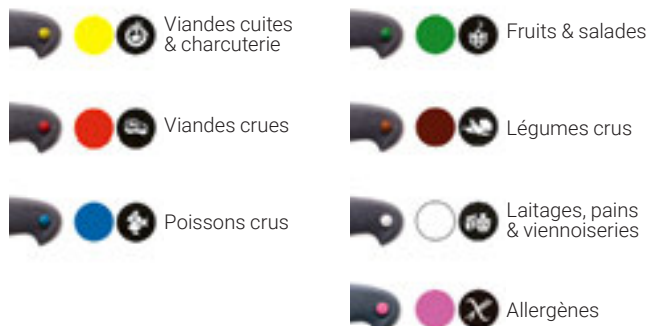 Viandes cuites
& charcuterie
Viandes crues
Poissons crus
Fruits & salades
Légumes crus
Laitages, pains
& viennoiseries
Allergènes